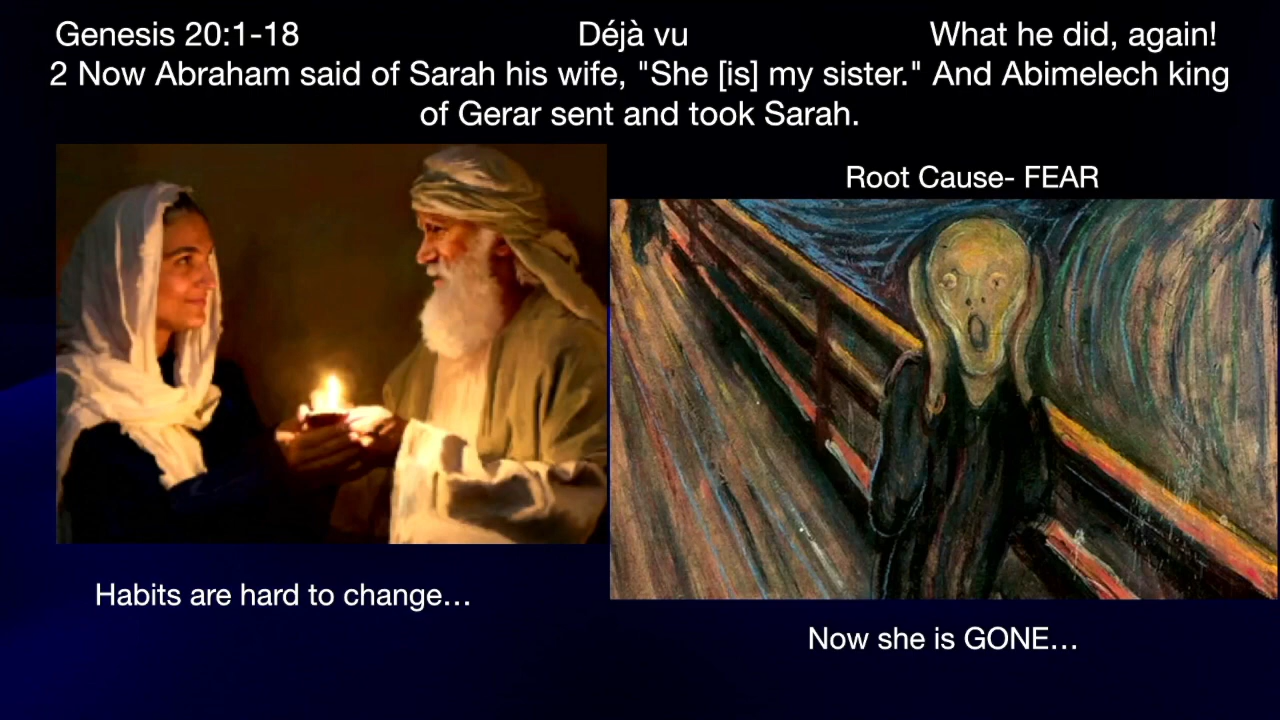 Genesis 20:1-18 Déjà vu What he did, again!
2 Now Abraham said of Sarah his wife, "She [is] my sister." And Abimelech king
of Gerar sent and took Sarah.
Root Cause- FEAR
Habits are hard to change...
Now she is GONE...